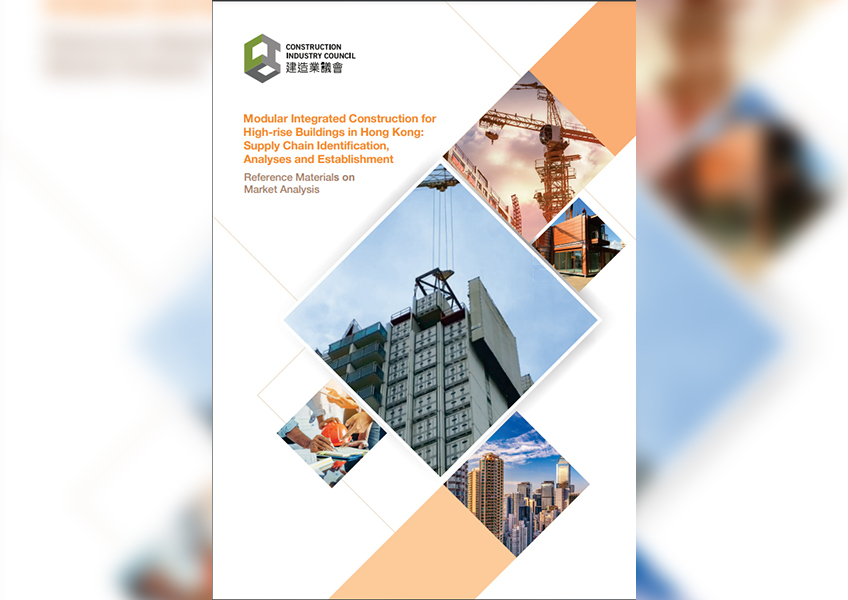 CONSTRUCTION
INDUSTRY COUNCIL
建造業議會
Modular Integrated Construction for
High-rise Buildings in Hong Kong:
Supply Chain Identification,
Analyses and Establishment
Reference Materials on
Market Analysis